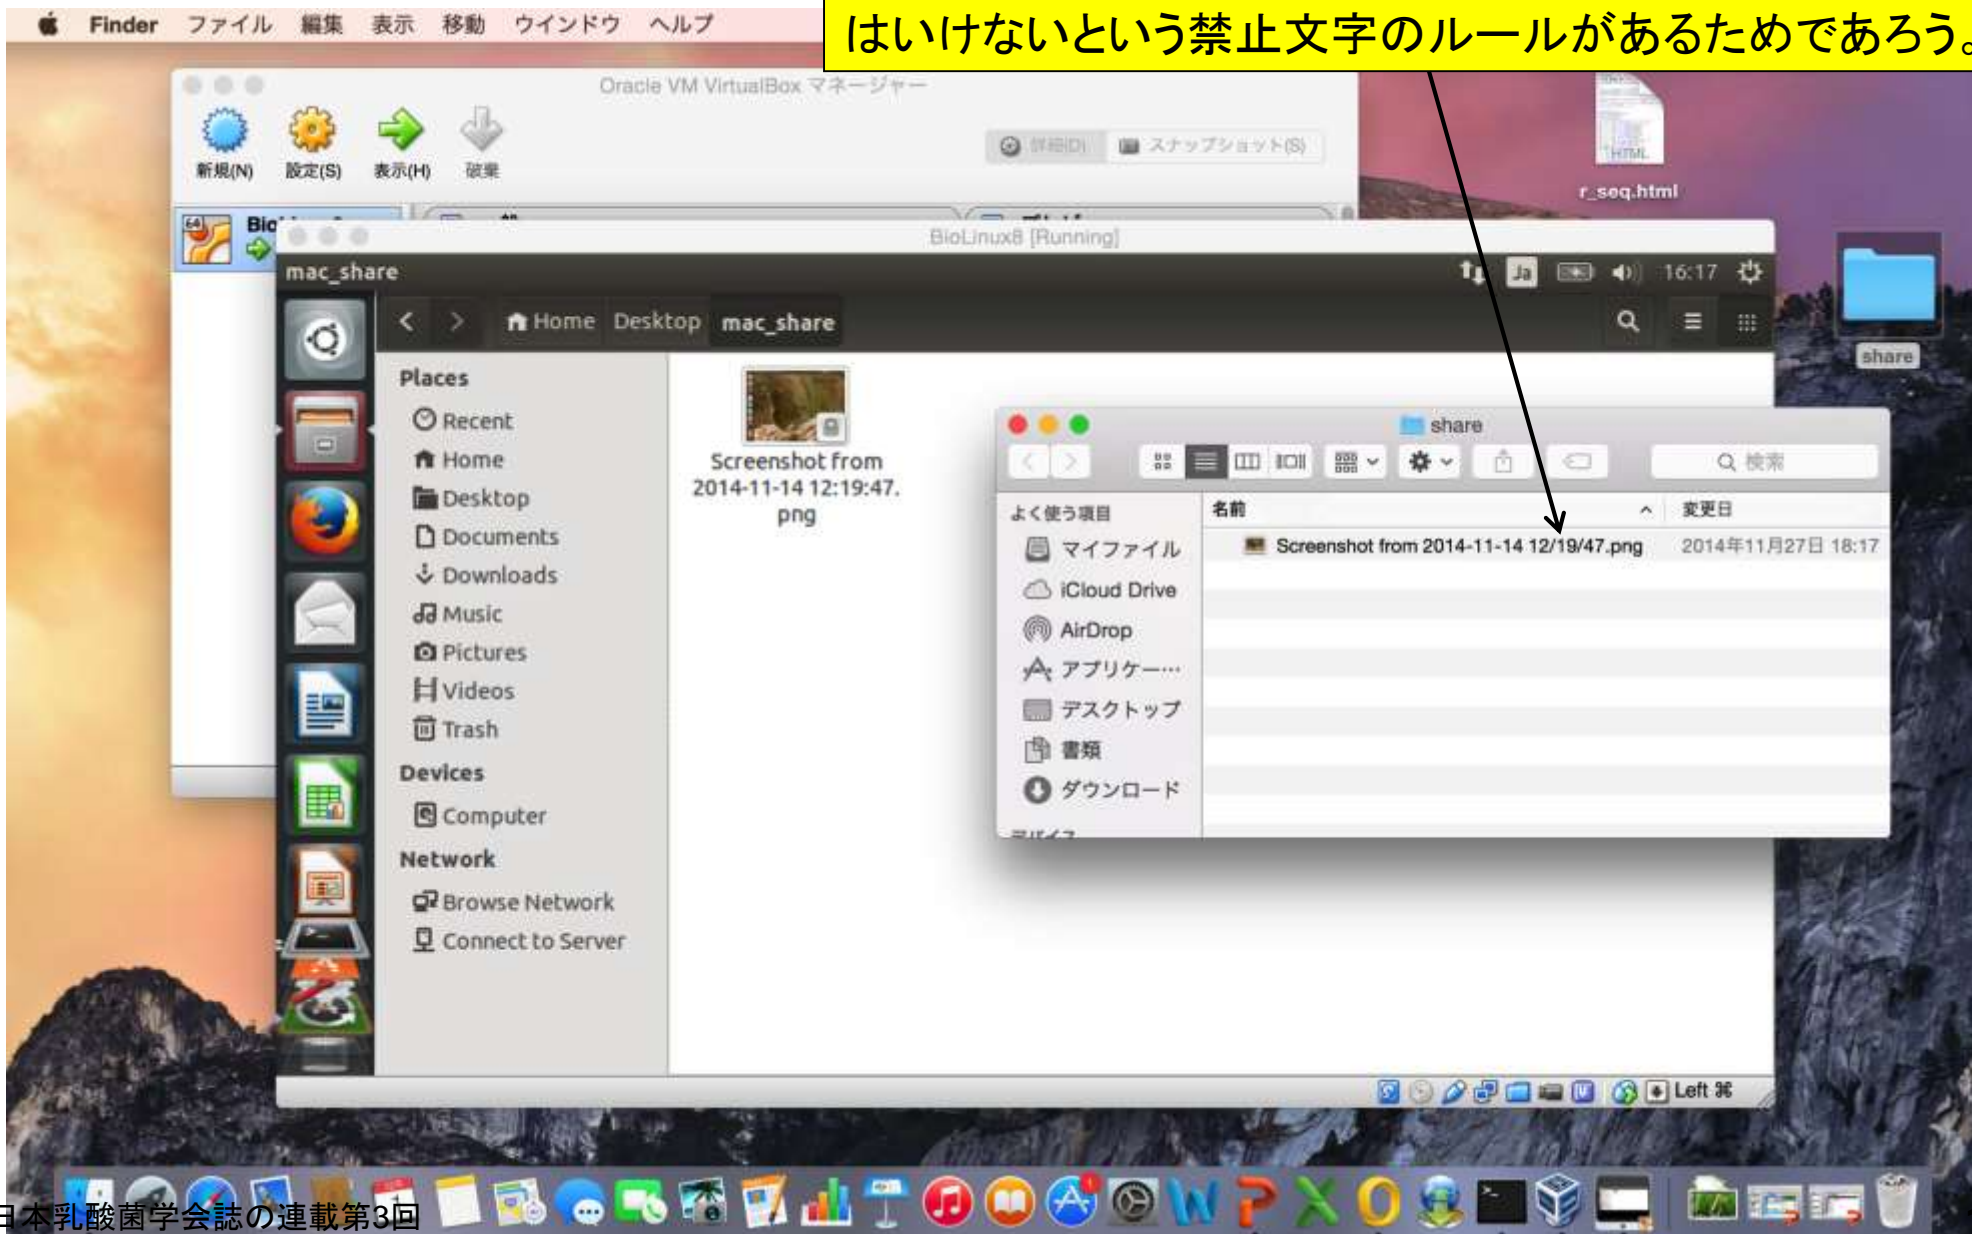 Finder ファイル 編集 表示 移動 ウインドウ ヘルプ
はいけないという禁止文字のルールがあるためであろう。
Oracle VM VirtualBox マネージャー
新規(N) 設定(S) 表示(H) 破棄
詳細(D) スナップショット(S)
HTML
r_seq.html
64
BioLinux8 [Running]
mac_share
Ja 16:17
Home Desktop mac_share
share
Places
Recent
Home
Desktop
Documents
Downloads
Music
Pictures
Videos
Trash
Devices
Computer
Network
Browse Network
Connect to Server
Screenshot from
2014-11-14 12:19:47.
png
share
検索
よく使う項目
マイファイル
iCloud Drive
AirDrop
アプリケー…
デスクトップ
書類
ダウンロード
デバイス
名前 変更日
Screenshot from 2014-11-14 12/19/47.png 2014年11月27日 18:17
Left ⌘
日本乳酸菌学会誌の連載第3回